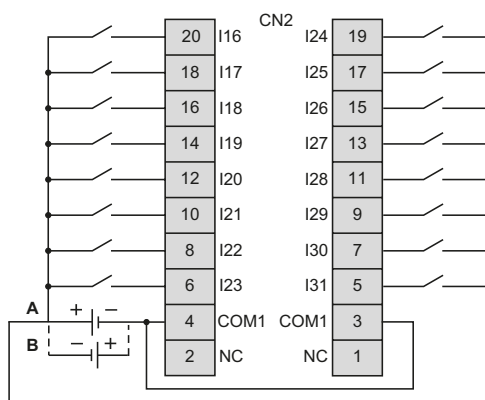 CN2
20 I16 I24 19
18 I17 I25 17
16 I18 I26 15
14 I19 I27 13
12 I20 I28 11
10 I21 I29 9
8 I22 I30 7
6 I23 I31 5
A + − 4 COM1 COM1 3
B − + 2 NC NC 1